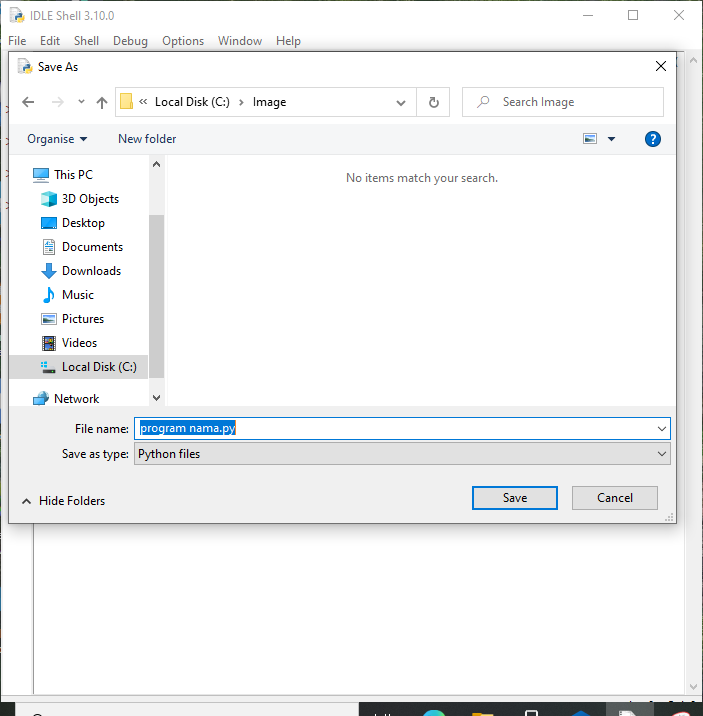 IDLE Shell 3.10.0
File Edit Shell Debug Options Window Help
Save As
« Local Disk (C:) › Image
Search Image
Organise New folder
No items match your search.
This PC
3D Objects
Desktop
Documents
Downloads
Music
Pictures
Videos
Local Disk (C:)
Network
File name: program nama.py
Save as type: Python files
Hide Folders
Save Cancel